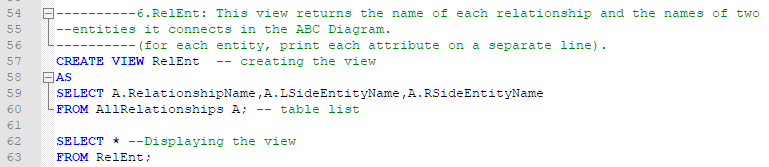 54 ----------6.RelEnt: This view returns the name of each relationship and the names of two
55 --entities it connects in the ABC Diagram.
56 ----------(for each entity, print each attribute on a separate line).
57 CREATE VIEW RelEnt  -- creating the view
58 AS
59 SELECT A.RelationshipName,A.LSideEntityName,A.RSideEntityName
60 FROM AllRelationships A; -- table list
61
62 SELECT * --Displaying the view
63 FROM RelEnt;